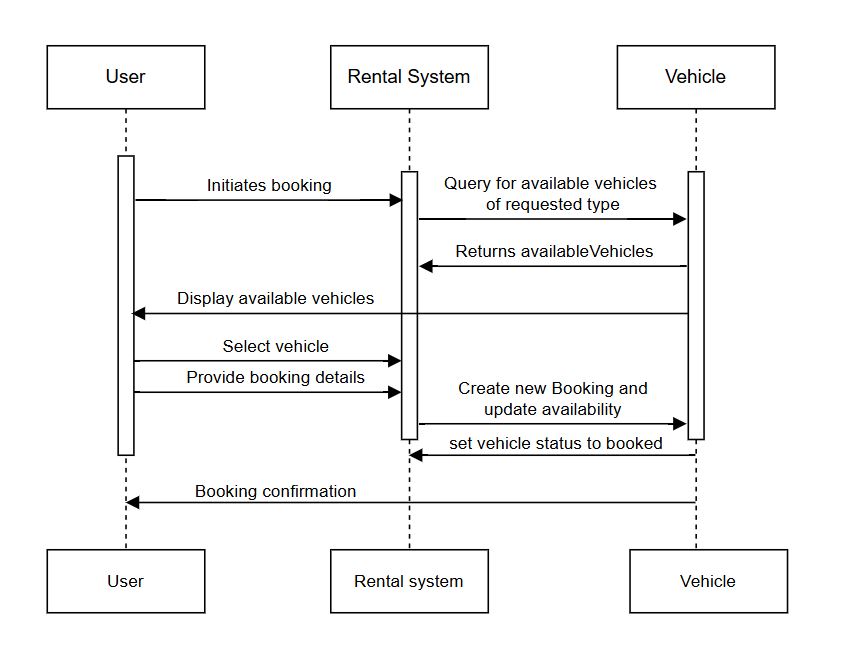 User
Rental System
Vehicle
Initiates booking
Query for available vehicles
of requested type
Returns availableVehicles
Display available vehicles
Select vehicle
Provide booking details
Create new Booking and
update availability
set vehicle status to booked
Booking confirmation
User
Rental system
Vehicle